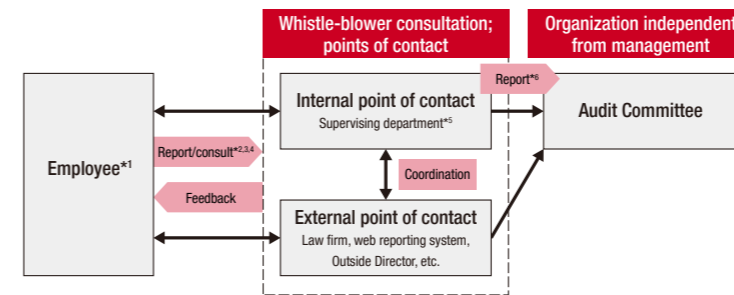 Whistle-blower consultation;
points of contact
Organization independent
from management
Report*6
Internal point of contact
Supervising department*5
Audit Committee
Employee*1
Report/consult*2,3,4
Feedback
Coordination
External point of contact
Law firm, web reporting system,
Outside Director, etc.